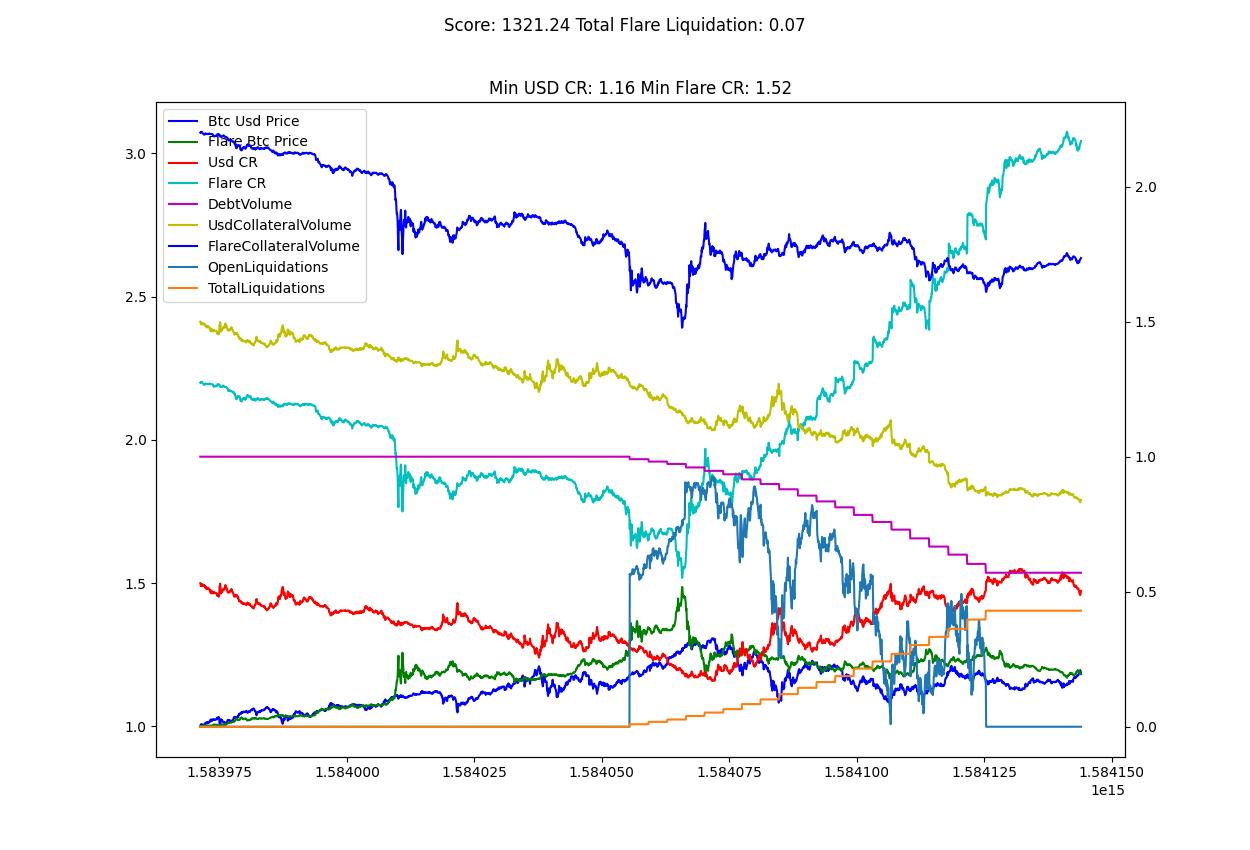 Score: 1321.24 Total Flare Liquidation: 0.07
Min USD CR: 1.16 Min Flare CR: 1.52
Btc Usd Price
Flare Btc Price
Usd CR
Flare CR
DebtVolume
UsdCollateralVolume
FlareCollateralVolume
OpenLiquidations
TotalLiquidations
3.0
2.5
2.0
1.5
1.0
2.0
1.5
1.0
0.5
0.0
1.583975 1.584000 1.584025 1.584050 1.584075 1.584100 1.584125 1.584150
1e15